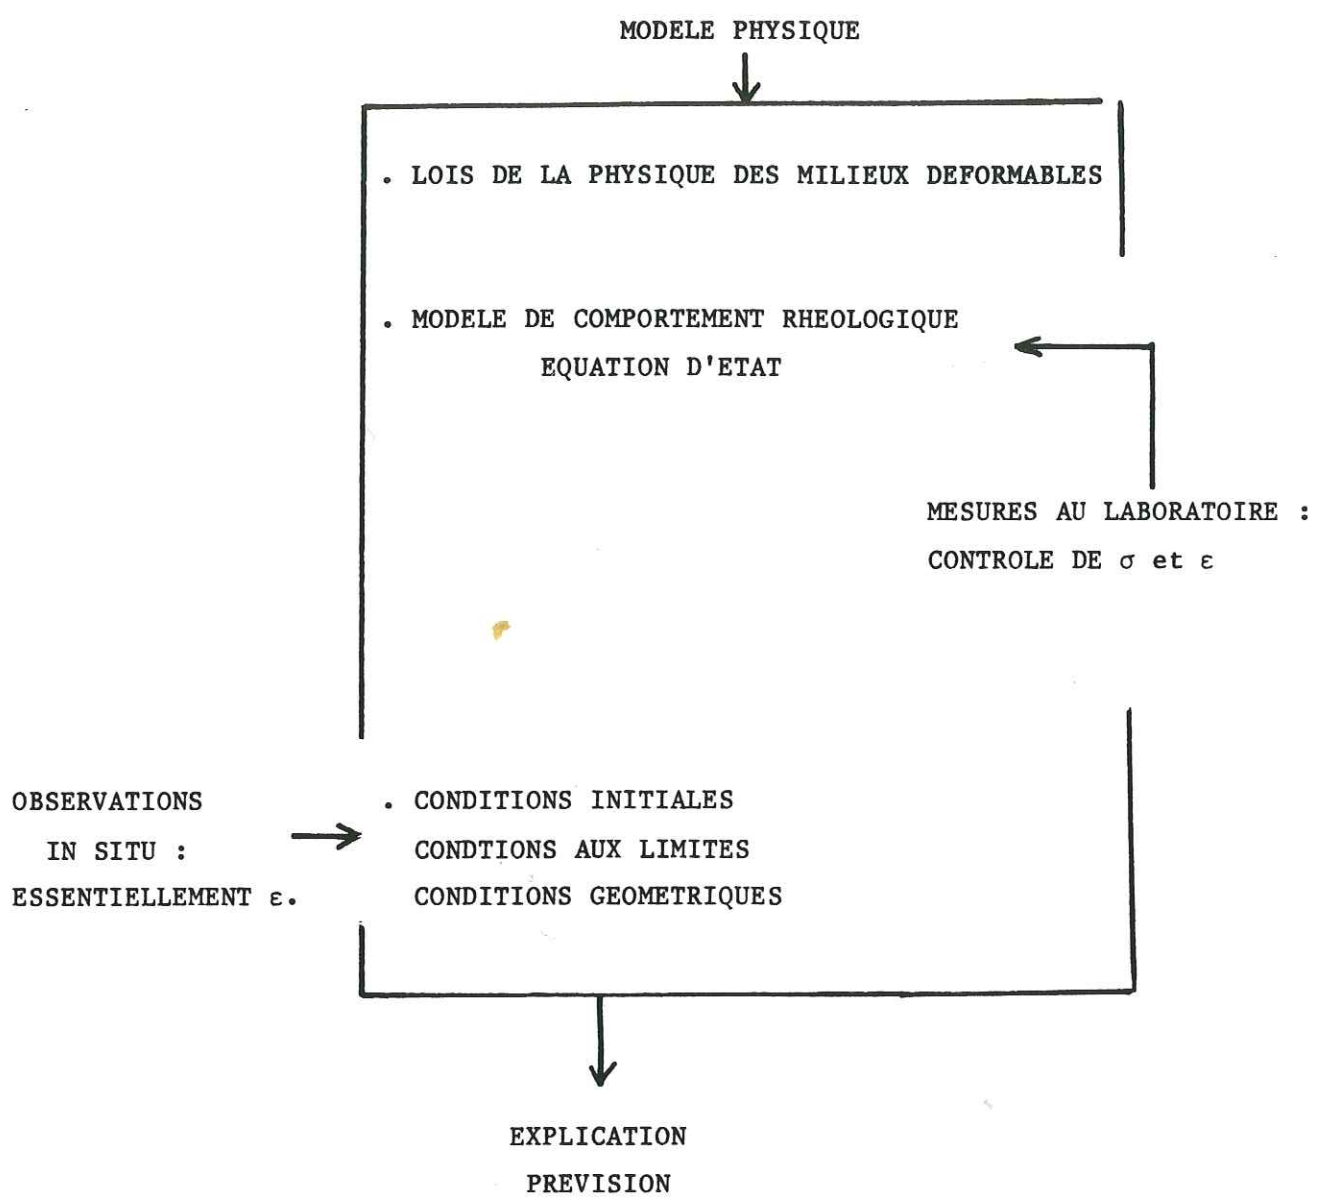 MODELE PHYSIQUE
. LOIS DE LA PHYSIQUE DES MILIEUX DEFORMABLES
. MODELE DE COMPORTEMENT RHEOLOGIQUE
EQUATION D'ETAT
MESURES AU LABORATOIRE :
CONTROLE DE σ et ε
OBSERVATIONS
IN SITU :
ESSENTIELLEMENT ε.
. CONDITIONS INITIALES
CONDTIONS AUX LIMITES
CONDITIONS GEOMETRIQUES
EXPLICATION
PREVISION